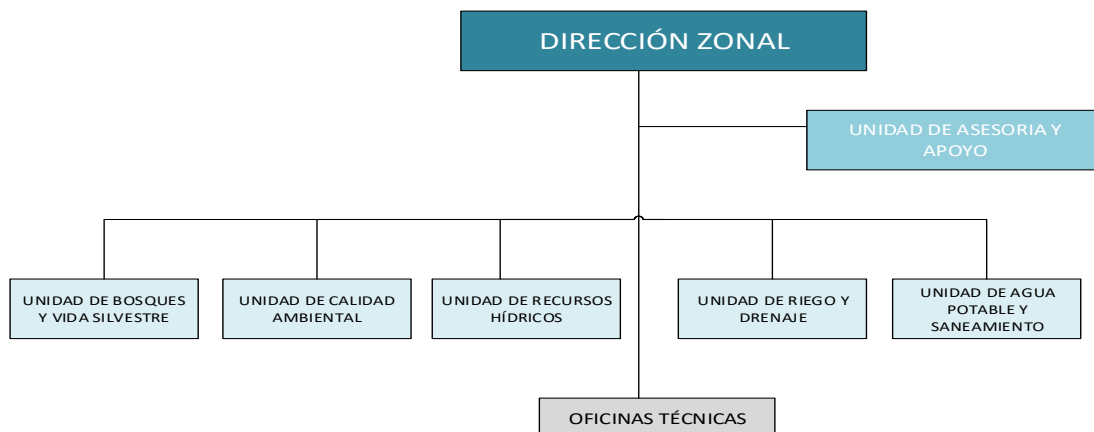 DIRECCIÓN ZONAL
UNIDAD DE ASESORIA Y
APOYO
UNIDAD DE BOSQUES
Y VIDA SILVESTRE
UNIDAD DE CALIDAD
AMBIENTAL
UNIDAD DE RECURSOS
HÍDRICOS
UNIDAD DE RIEGO Y
DRENAJE
UNIDAD DE AGUA
POTABLE Y
SANEAMIENTO
OFICINAS TÉCNICAS